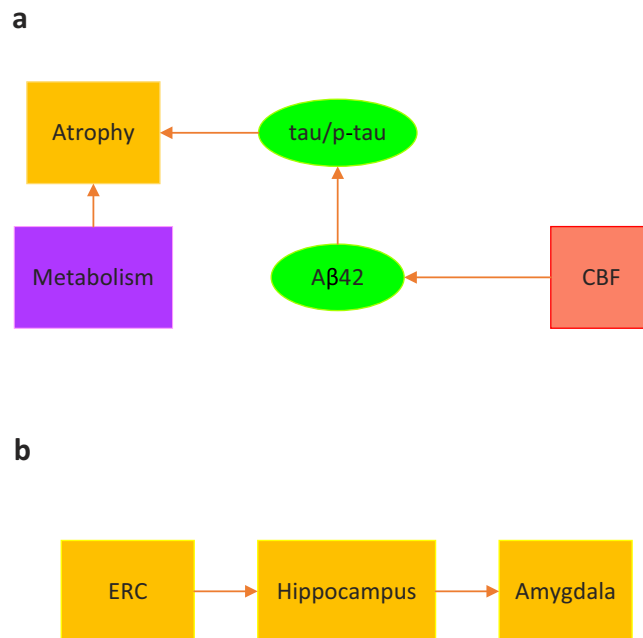 a
Atrophy
tau/p-tau
Metabolism
Aβ42
CBF
b
ERC
Hippocampus
Amygdala